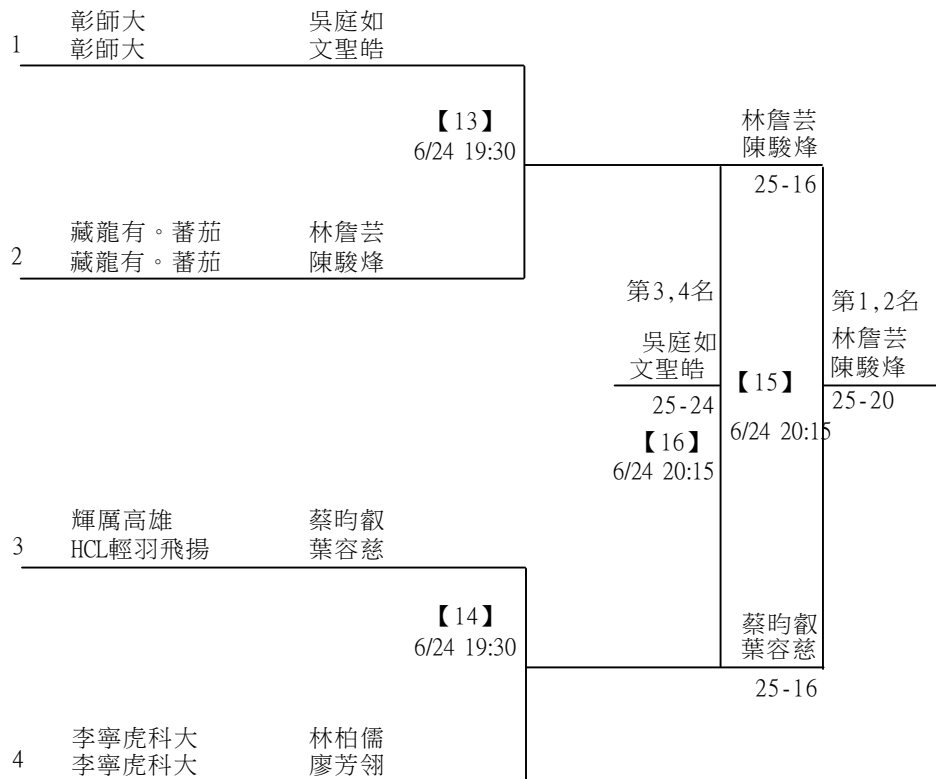 彰師大 吳庭如
1 彰師大 文聖皓
【13】
6/24 19:30
林詹芸
陳駿烽
25-16
藏龍有。蕃茄 林詹芸
2 藏龍有。蕃茄 陳駿烽
第3,4名
第1,2名
吳庭如
文聖皓
25-24
【16】
6/24 20:15
【15】
6/24 20:15
林詹芸
陳駿烽
25-20
輝厲高雄 蔡昀叡
3 HCL輕羽飛揚 葉容慈
【14】
6/24 19:30
蔡昀叡
葉容慈
25-16
李寧虎科大 林柏儒
4 李寧虎科大 廖芳翎